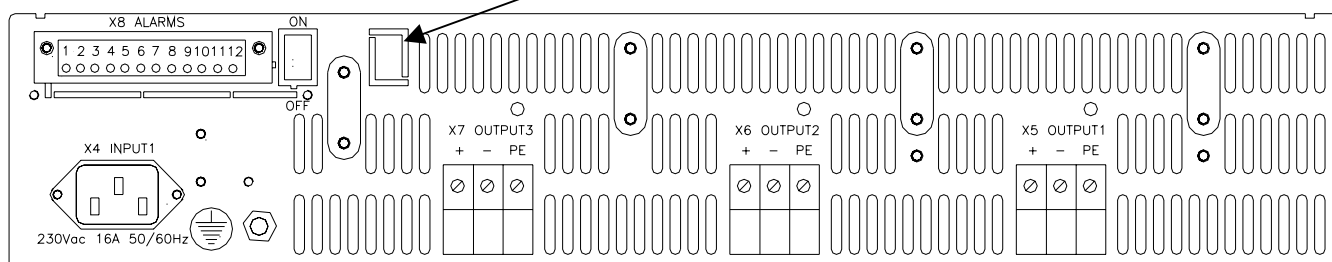 X8 ALARMS
ON
1 2 3 4 5 6 7 8 9 10 11 12
OFF
X7 OUTPUT3
+ − PE
X6 OUTPUT2
+ − PE
X5 OUTPUT1
+ − PE
X4 INPUT1
230Vac 16A 50/60Hz